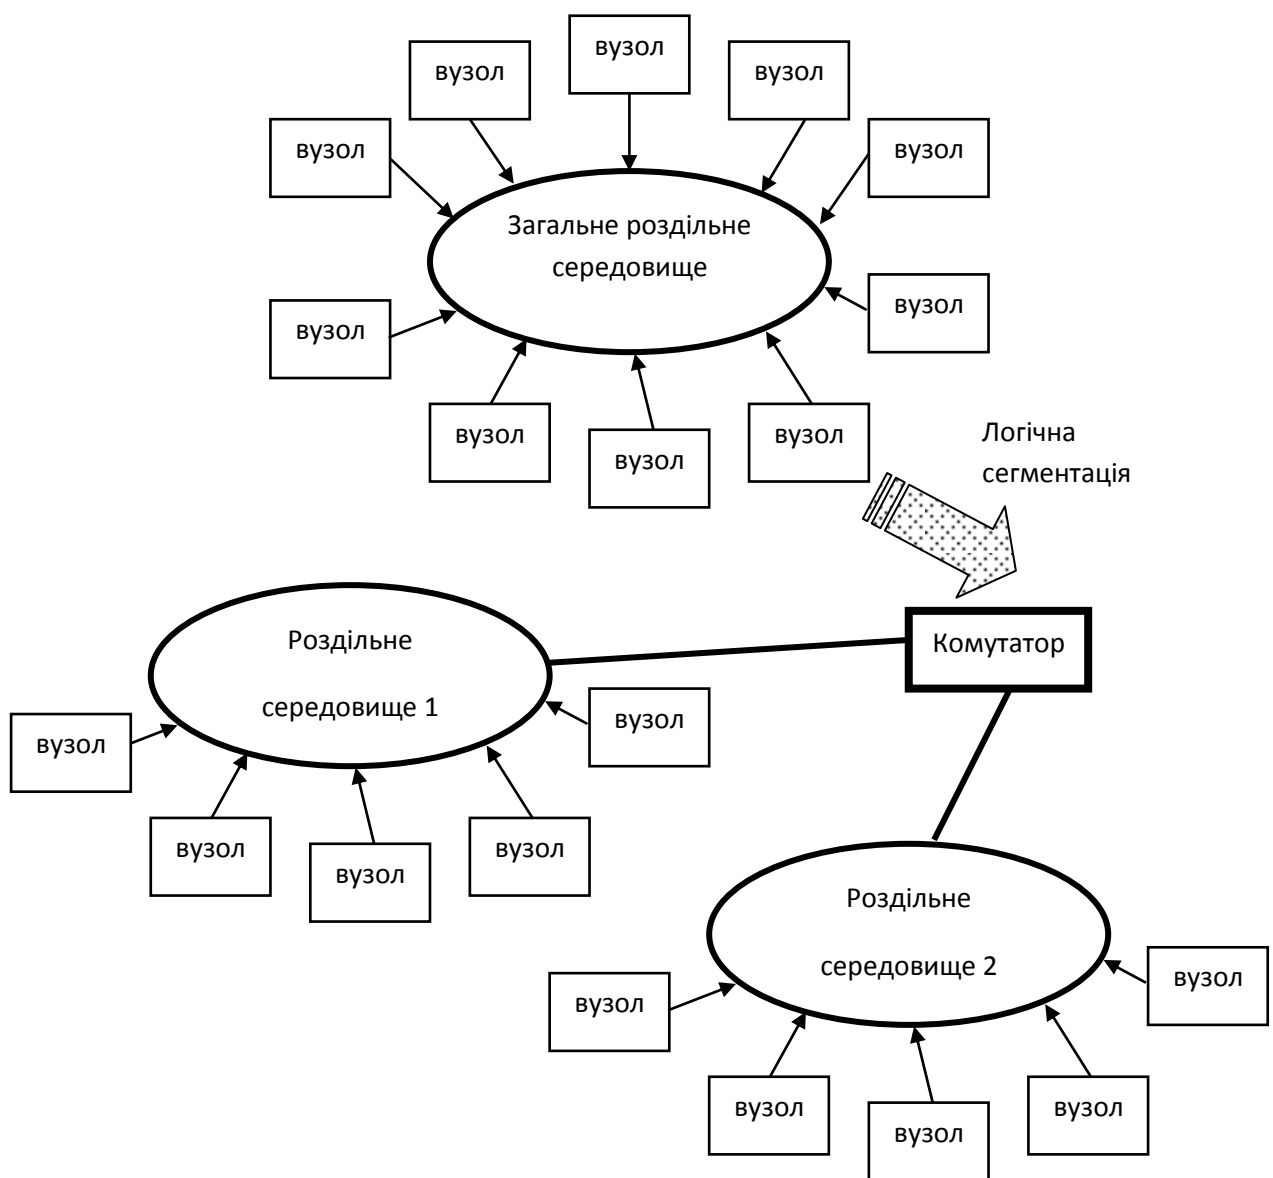 вузол
вузол
вузол
вузол
вузол
Загальне роздільне
середовище
вузол
вузол
вузол
вузол
вузол
Логічна
сегментація
Комутатор
Роздільне
середовище 1
вузол
вузол
вузол
вузол
вузол
Роздільне
середовище 2
вузол
вузол
вузол
вузол
вузол